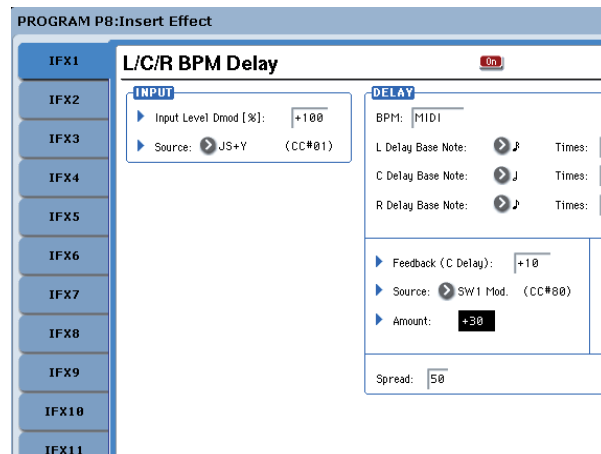 PROGRAM P8:Insert Effect
IFX1
IFX2
IFX3
IFX4
IFX5
IFX6
IFX7
IFX8
IFX9
IFX10
IFX11
L/C/R BPM Delay
On
INPUT
Input Level Dmod [%]: +100
Source: JS+Y (CC#01)
DELAY
BPM: MIDI
L Delay Base Note: Times:
C Delay Base Note: Times:
R Delay Base Note: Times:
Feedback (C Delay): +10
Source: SW1 Mod. (CC#80)
Amount: +30
Spread: 50